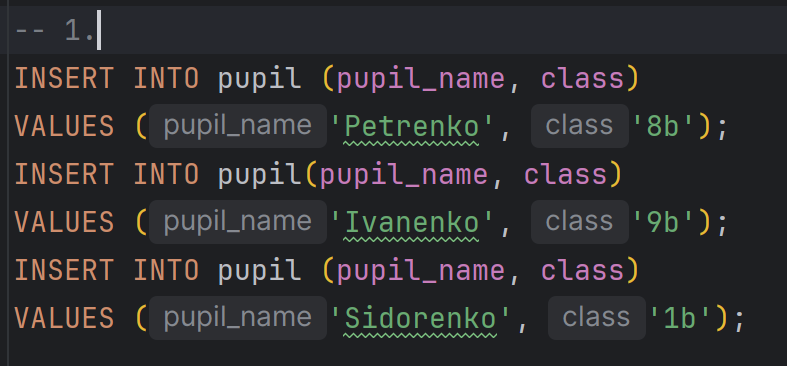 -- 1.
INSERT INTO pupil (pupil_name, class)
VALUES ( pupil_name 'Petrenko', class '8b');
INSERT INTO pupil(pupil_name, class)
VALUES ( pupil_name 'Ivanenko', class '9b');
INSERT INTO pupil (pupil_name, class)
VALUES ( pupil_name 'Sidorenko', class '1b');